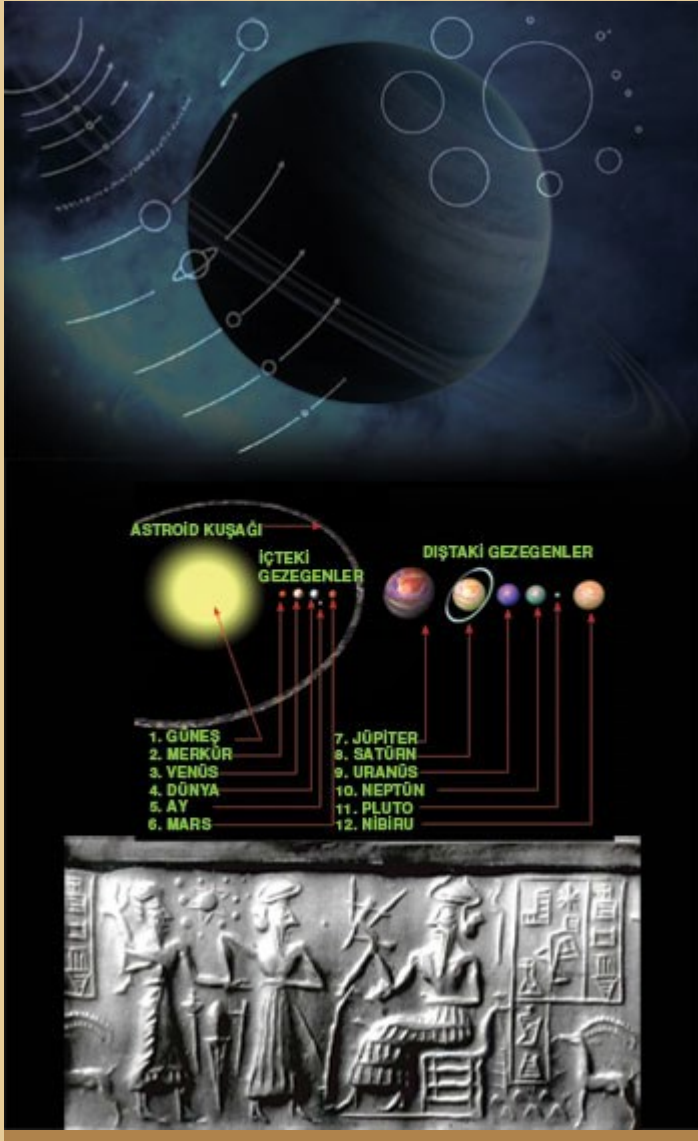 ASTROİD KUŞAĞI
İÇTEKİ
GEZEGENLER
DIŞTAKİ GEZEGENLER
1. GÜNEŞ
2. MERKÜR
3. VENÜS
4. DÜNYA
5. AY
6. MARS
7. JÜPİTER
8. SATÜRN
9. URANÜS
10. NEPTÜN
11. PLUTO
12. NİBİRU